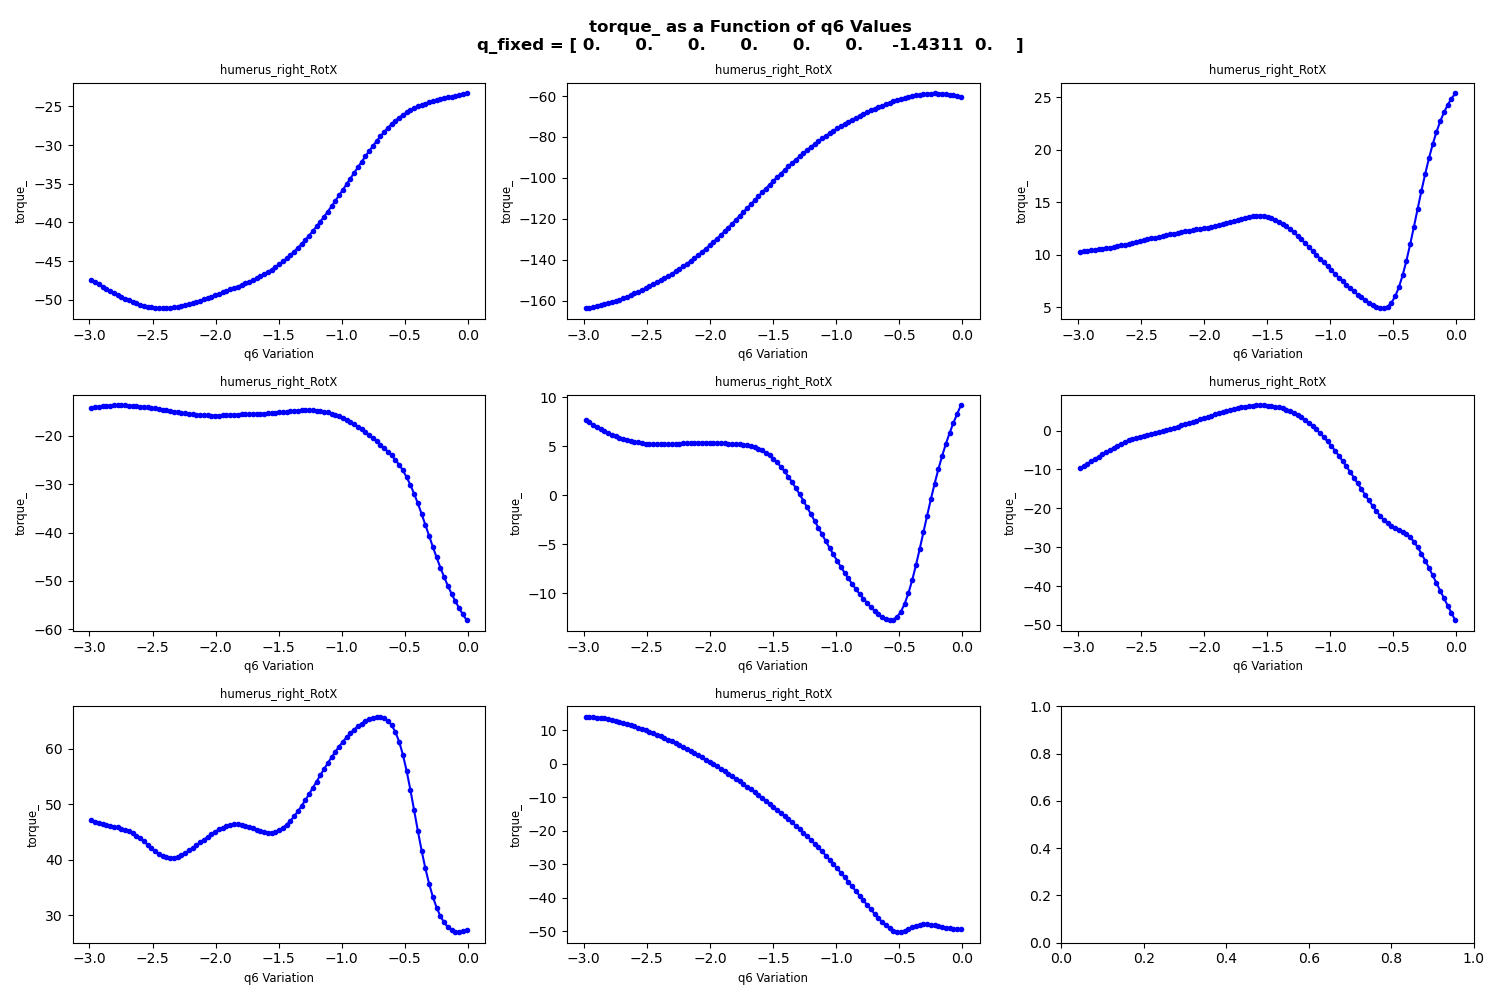 torque_ as a Function of q6 Values
q_fixed = [ 0. 0. 0. 0. 0. 0. -1.4311 0. ]
humerus_right_RotX
humerus_right_RotX
humerus_right_RotX
−25
−30
−35
−40
−45
−50
torque_
−3.0 −2.5 −2.0 −1.5 −1.0 −0.5 0.0
q6 Variation
−60
−80
−100
−120
−140
−160
torque_
−3.0 −2.5 −2.0 −1.5 −1.0 −0.5 0.0
q6 Variation
25
20
15
10
5
torque_
−3.0 −2.5 −2.0 −1.5 −1.0 −0.5 0.0
q6 Variation
humerus_right_RotX
humerus_right_RotX
humerus_right_RotX
−20
−30
−40
−50
−60
torque_
−3.0 −2.5 −2.0 −1.5 −1.0 −0.5 0.0
q6 Variation
10
5
0
−5
−10
torque_
−3.0 −2.5 −2.0 −1.5 −1.0 −0.5 0.0
q6 Variation
0
−10
−20
−30
−40
−50
torque_
−3.0 −2.5 −2.0 −1.5 −1.0 −0.5 0.0
q6 Variation
humerus_right_RotX
humerus_right_RotX
60
50
40
30
torque_
−3.0 −2.5 −2.0 −1.5 −1.0 −0.5 0.0
q6 Variation
10
0
−10
−20
−30
−40
−50
torque_
−3.0 −2.5 −2.0 −1.5 −1.0 −0.5 0.0
q6 Variation
1.0
0.8
0.6
0.4
0.2
0.0
0.0 0.2 0.4 0.6 0.8 1.0